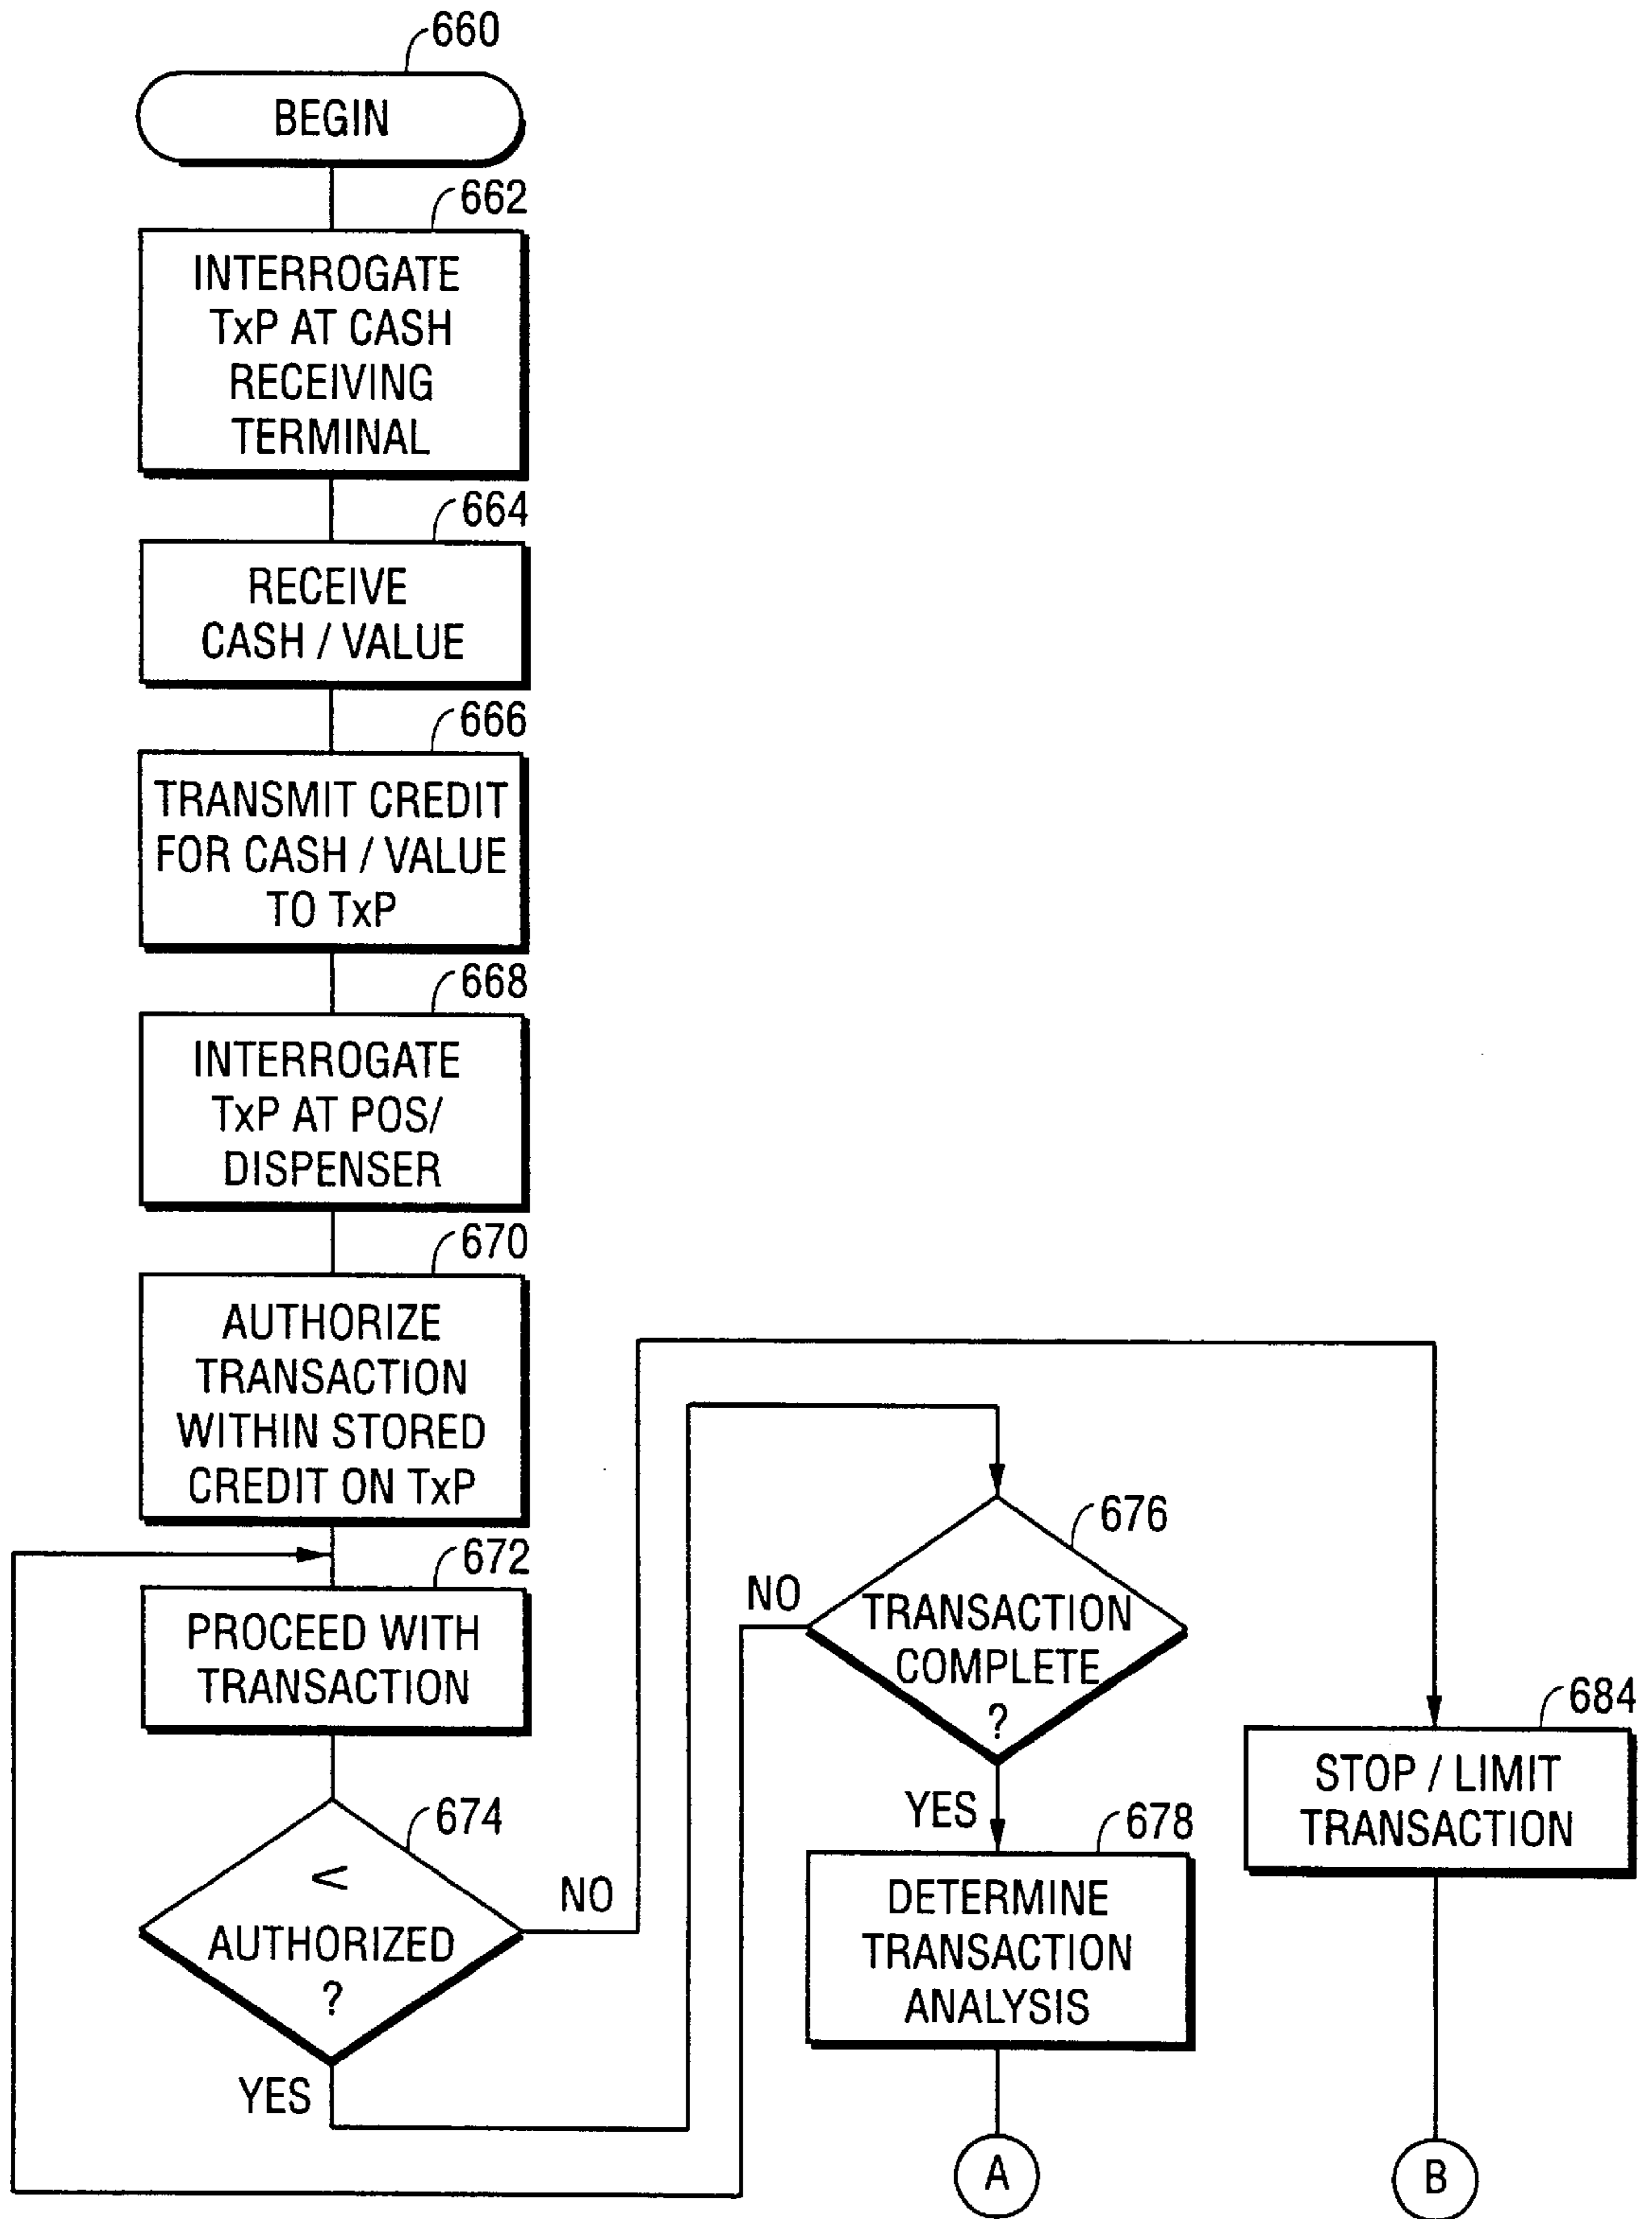 660
BEGIN
662
INTERROGATE
TxP AT CASH
RECEIVING
TERMINAL
664
RECEIVE
CASH / VALUE
666
TRANSMIT CREDIT
FOR CASH / VALUE
TO TxP
668
INTERROGATE
TxP AT POS/
DISPENSER
670
AUTHORIZE
TRANSACTION
WITHIN STORED
CREDIT ON TxP
672
PROCEED WITH
TRANSACTION
674
<
AUTHORIZED
?
NO
YES
676
TRANSACTION
COMPLETE
?
NO
YES
678
DETERMINE
TRANSACTION
ANALYSIS
A
684
STOP / LIMIT
TRANSACTION
B